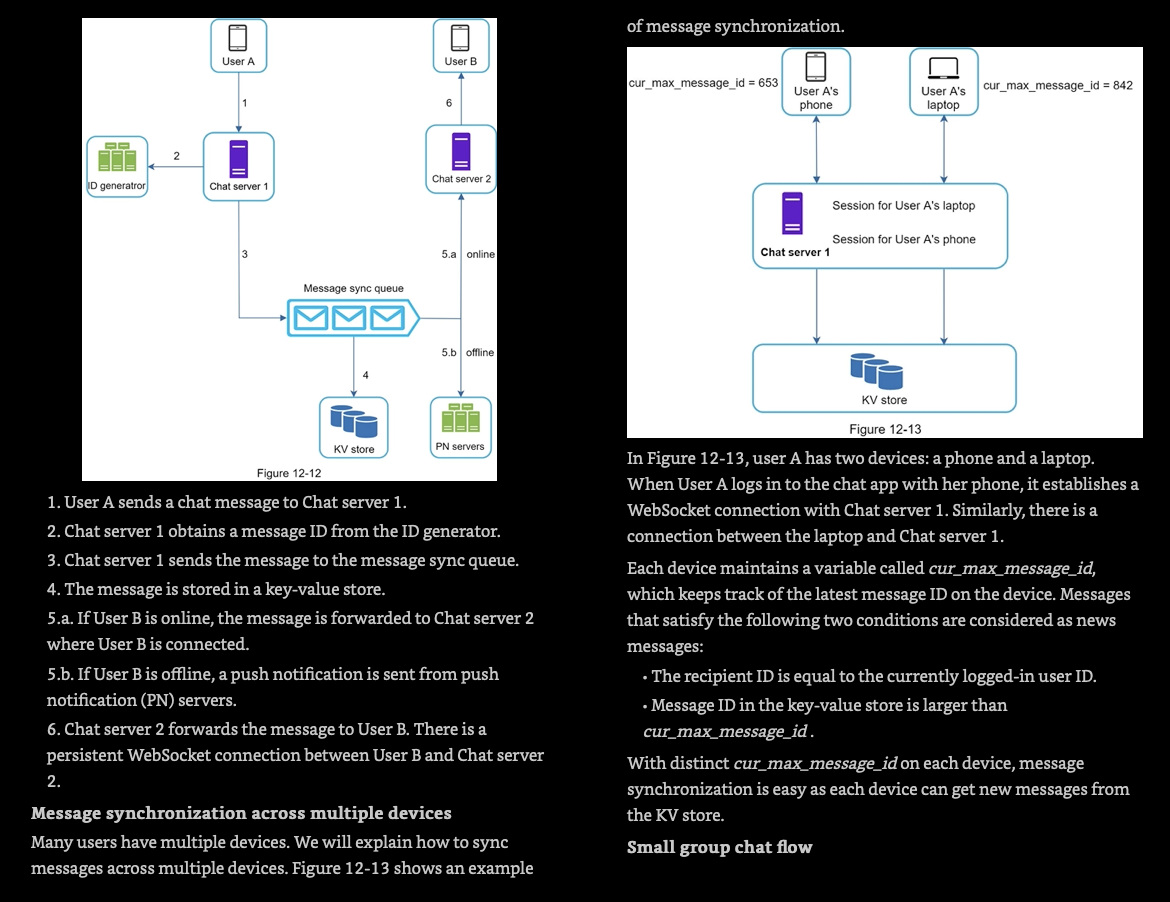 User A
User B
1
6
2
ID generatror
Chat server 1
Chat server 2
3
5.a online
Message sync queue
5.b offline
4
KV store
PN servers
Figure 12-12
1. User A sends a chat message to Chat server 1.
2. Chat server 1 obtains a message ID from the ID generator.
3. Chat server 1 sends the message to the message sync queue.
4. The message is stored in a key-value store.
5.a. If User B is online, the message is forwarded to Chat server 2
where User B is connected.
5.b. If User B is offline, a push notification is sent from push
notification (PN) servers.
6. Chat server 2 forwards the message to User B. There is a
persistent WebSocket connection between User B and Chat server
2.
Message synchronization across multiple devices
Many users have multiple devices. We will explain how to sync
messages across multiple devices. Figure 12-13 shows an example
of message synchronization.
cur_max_message_id = 653
User A's
phone
User A's
laptop
cur_max_message_id = 842
Session for User A's laptop
Session for User A's phone
Chat server 1
KV store
Figure 12-13
In Figure 12-13, user A has two devices: a phone and a laptop.
When User A logs in to the chat app with her phone, it establishes a
WebSocket connection with Chat server 1. Similarly, there is a
connection between the laptop and Chat server 1.
Each device maintains a variable called cur_max_message_id,
which keeps track of the latest message ID on the device. Messages
that satisfy the following two conditions are considered as news
messages:
• The recipient ID is equal to the currently logged-in user ID.
• Message ID in the key-value store is larger than
cur_max_message_id .
With distinct cur_max_message_id on each device, message
synchronization is easy as each device can get new messages from
the KV store.
Small group chat flow